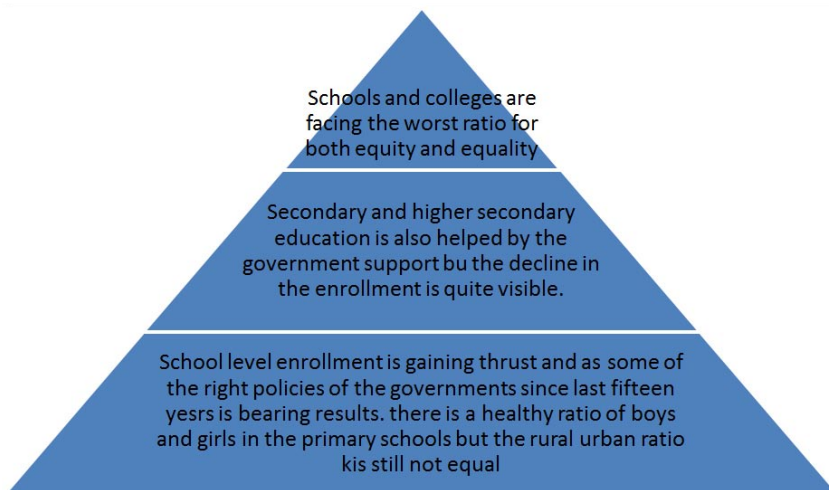 Schools and colleges are
facing the worst ratio for
both equity and equality
Secondary and higher secondary
education is also helped by the
government support bu the decline in
the enrollment is quite visible.
School level enrollment is gaining thrust and as some of
the right policies of the governments since last fifteen
yesrs is bearing results. there is a healthy ratio of boys
and girls in the primary schools but the rural urban ratio
kis still not equal